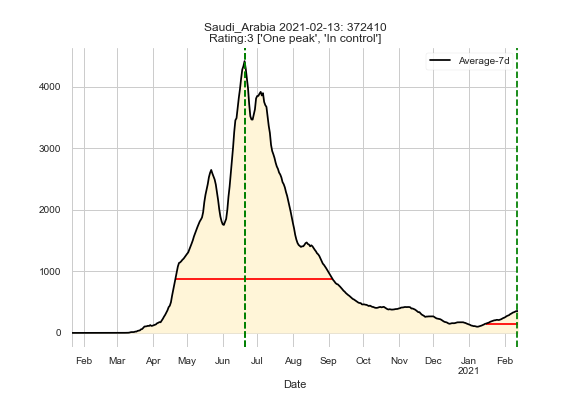 Saudi_Arabia 2021-02-13: 372410
Rating:3 ['One peak', 'In control']
Average-7d
4000
3000
2000
1000
0
Feb Mar Apr May Jun Jul Aug Sep Oct Nov Dec Jan Feb
2021
Date